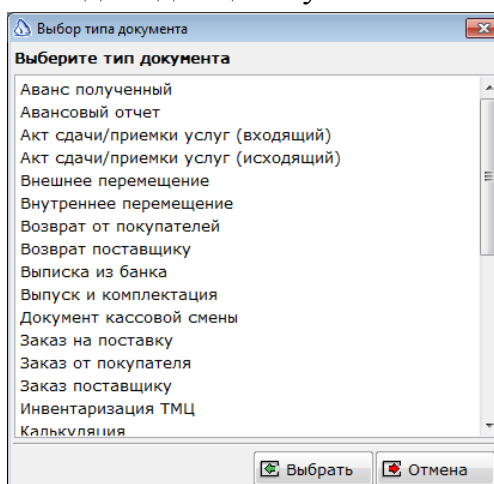 Выбор типа документа
Выберите тип документа
Аванс полученный
Авансовый отчет
Акт сдачи/приемки услуг (входящий)
Акт сдачи/приемки услуг (исходящий)
Внешнее перемещение
Внутреннее перемещение
Возврат от покупателей
Возврат поставщику
Выписка из банка
Выпуск и комплектация
Документ кассовой смены
Заказ на поставку
Заказ от покупателя
Заказ поставщику
Инвентаризация ТМЦ
Калькуляция
Выбрать
Отмена